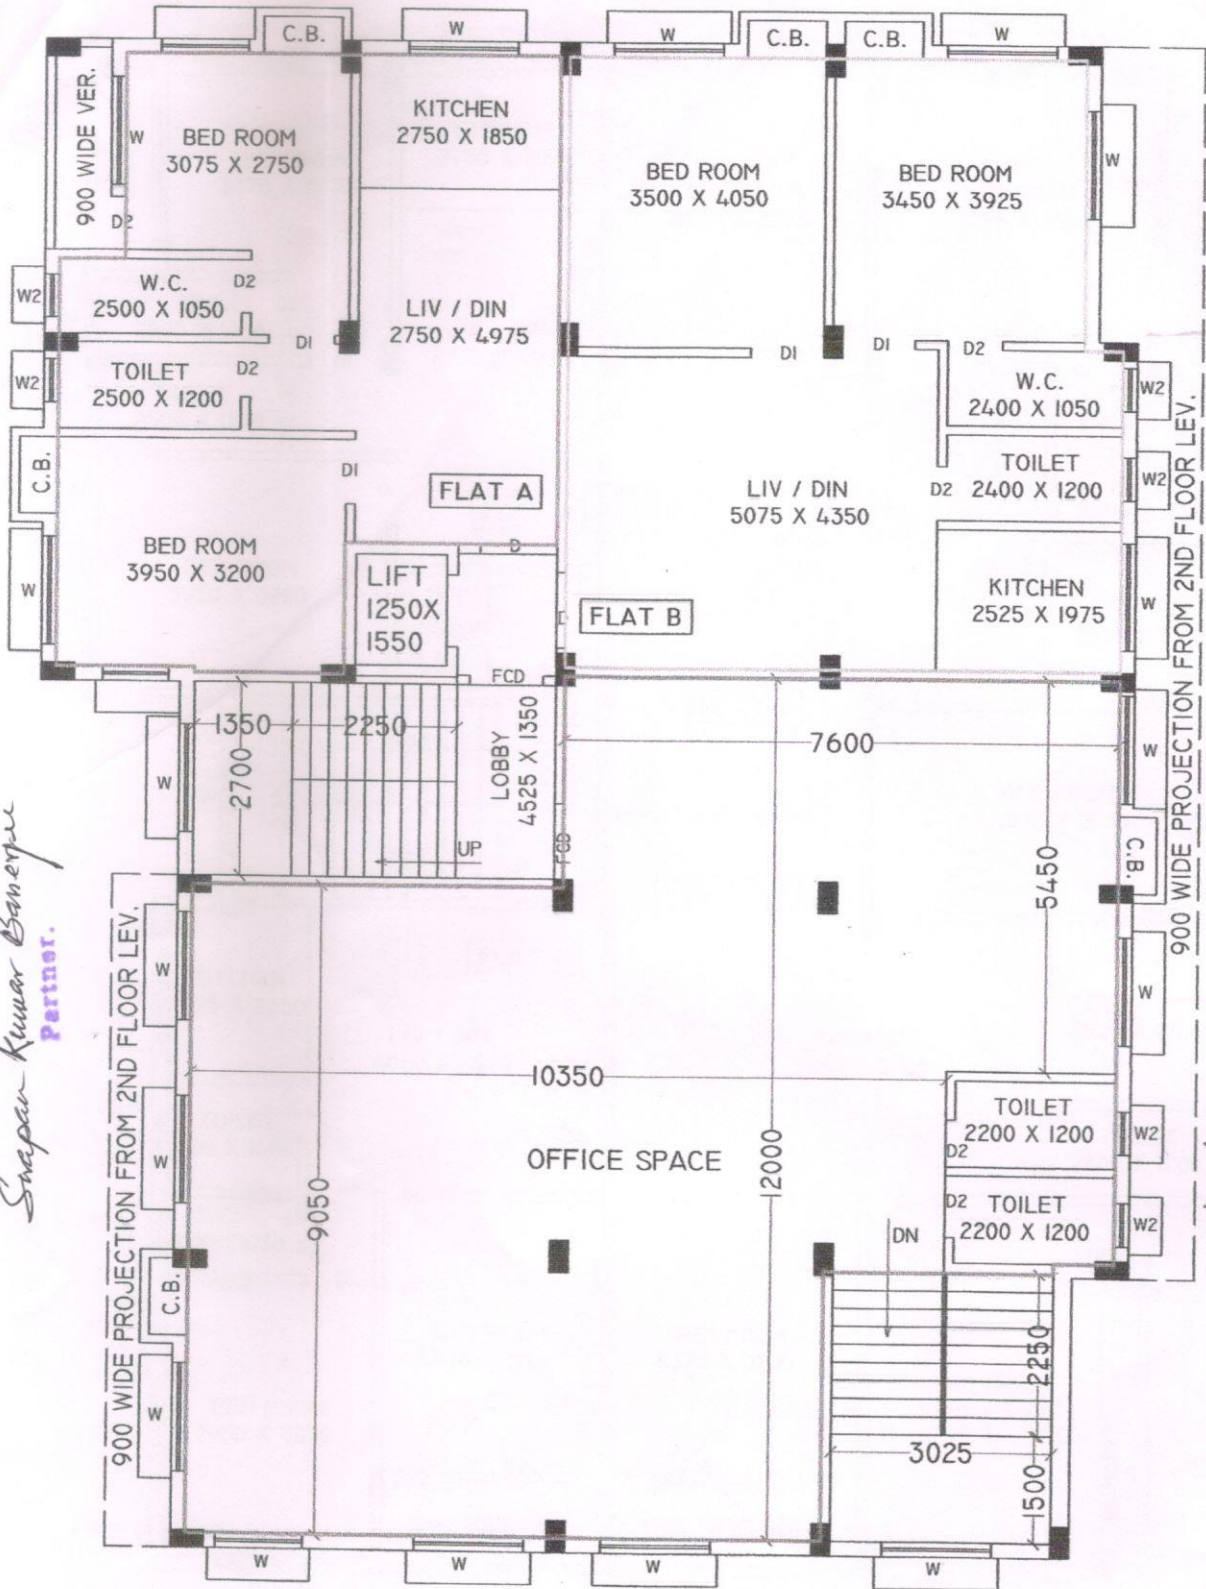 C.B.
W
W
C.B.
C.B.
W
900 WIDE VER.
W
BED ROOM
3075 X 2750
KITCHEN
2750 X 1850
BED ROOM
3500 X 4050
BED ROOM
3450 X 3925
W
D2
W.C.
2500 X 1050
D2
W2
LIV / DIN
2750 X 4975
D1
D1
D1
D2
TOILET
2500 X 1200
D2
W2
W.C.
2400 X 1050
W2
C.B.
D1
FLAT A
LIV / DIN
5075 X 4350
TOILET
2400 X 1200
D2
W2
BED ROOM
3950 X 3200
W
LIFT
1250X
1550
D
D
FLAT B
KITCHEN
2525 X 1975
W
900 WIDE PROJECTION FROM 2ND FLOOR LEV.
FCD
1350
2250
2700
LOBBY
4525 X 1350
W
UP
FCD
7600
W
C.B.
5450
Swapan Kumar Banerjee
Partner.
900 WIDE PROJECTION FROM 2ND FLOOR LEV.
W
W
10350
OFFICE SPACE
12000
9050
W
TOILET
2200 X 1200
D2
W2
D2
TOILET
2200 X 1200
W2
DN
C.B.
W
2250
3025
1500
W
W
W
W